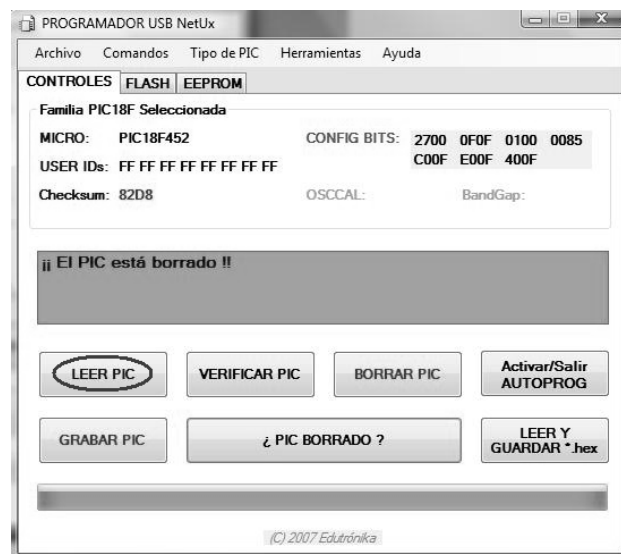 PROGRAMADOR USB NetUx
Archivo Comandos Tipo de PIC Herramientas Ayuda
CONTROLES FLASH EEPROM
Familia PIC18F Seleccionada
MICRO: PIC18F452 CONFIG BITS: 2700 0F0F 0100 0085
C00F E00F 400F
USER IDs: FF FF FF FF FF FF FF FF
Checksum: 82D8 OSCCAL: BandGap:
¡¡ El PIC está borrado !!
LEER PIC VERIFICAR PIC BORRAR PIC Activar/Salir
AUTOPROG
GRABAR PIC ¿ PIC BORRADO ? LEER Y
GUARDAR *.hex
(C) 2007 Edutrónika